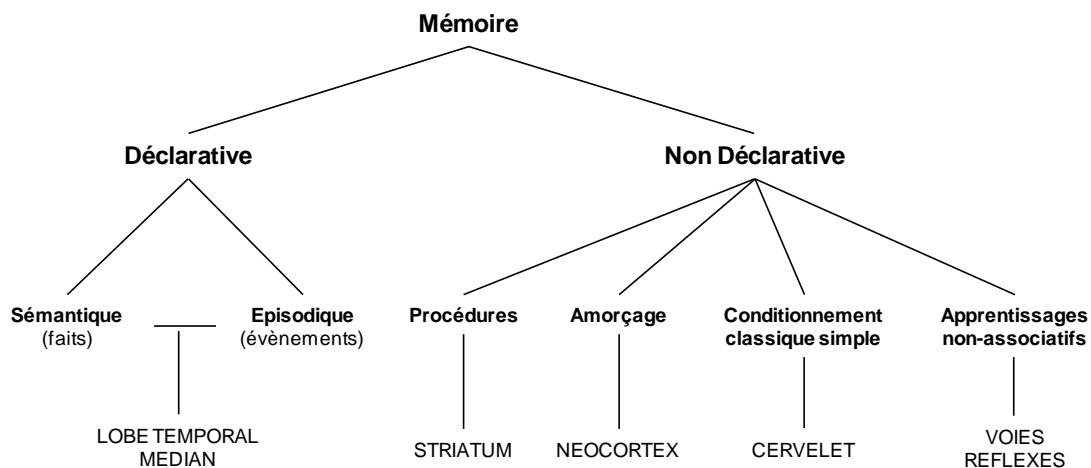 Mémoire
Déclarative
Non Déclarative
Sémantique
(faits)
Episodique
(évènements)
Procédures
Amorçage
Conditionnement
classique simple
Apprentissages
non-associatifs
LOBE TEMPORAL
MEDIAN
STRIATUM
NEOCORTEX
CERVELET
VOIES
REFLEXES